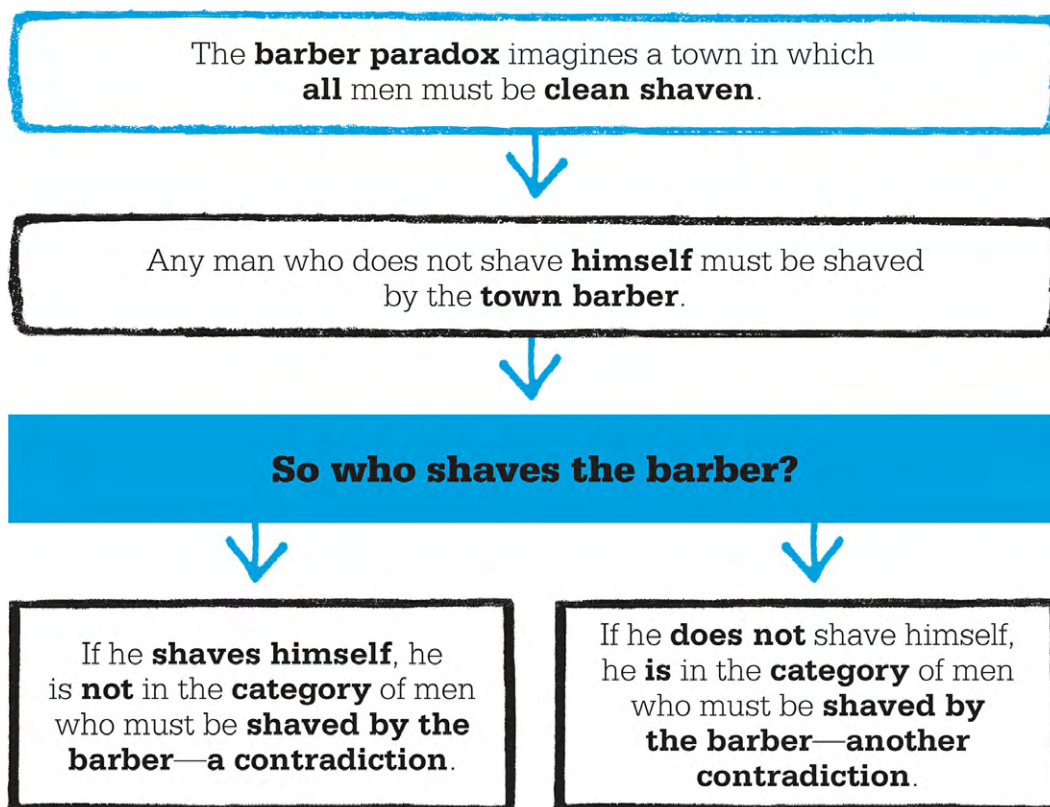 The barber paradox imagines a town in which
all men must be clean shaven.
Any man who does not shave himself must be shaved
by the town barber.
So who shaves the barber?
If he shaves himself, he
is not in the category of men
who must be shaved by the
barber—a contradiction.
If he does not shave himself,
he is in the category of men
who must be shaved by
the barber—another
contradiction.